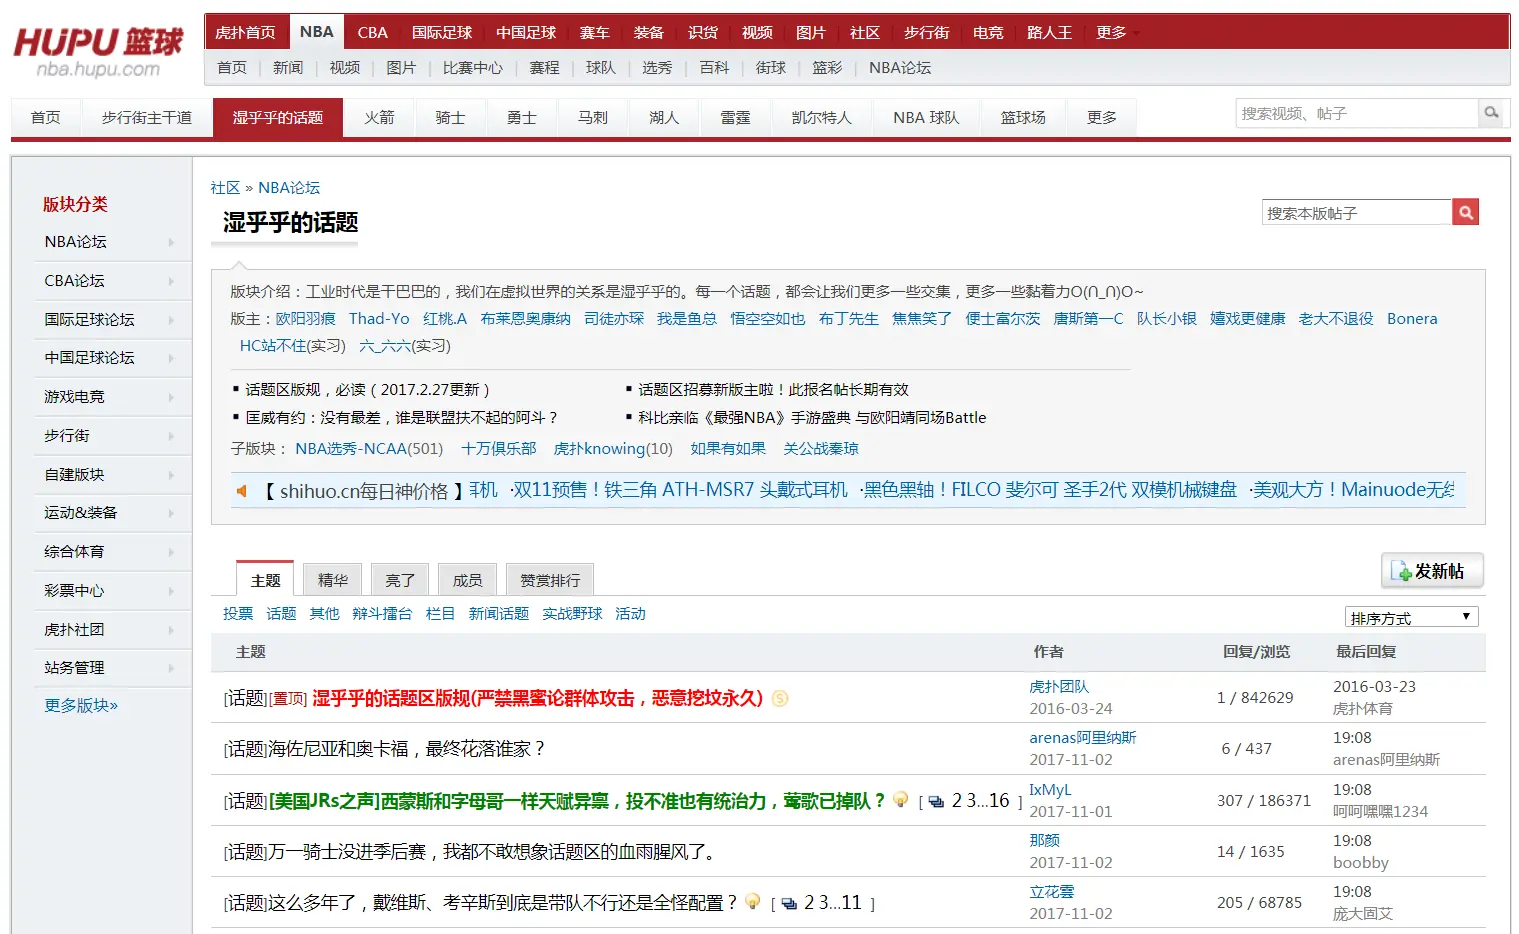 HUPU 篮球
nba.hupu.com
虎扑首页 NBA CBA 国际足球 中国足球 赛车 装备 识货 视频 图片 社区 步行街 电竞 路人王 更多
首页 新闻 视频 图片 比赛中心 赛程 球队 选秀 百科 街球 篮彩 NBA论坛
首页 步行街主干道 湿乎乎的话题 火箭 骑士 勇士 马刺 湖人 雷霆 凯尔特人 NBA 球队 篮球场 更多 搜索视频、帖子
版块分类
NBA论坛
CBA论坛
国际足球论坛
中国足球论坛
游戏电竞
步行街
自建版块
运动&装备
综合体育
彩票中心
虎扑社团
站务管理
更多版块»
社区 » NBA论坛
湿乎乎的话题
搜索本版帖子
版块介绍：工业时代是干巴巴的，我们在虚拟世界的关系是湿乎乎的。每一个话题，都会让我们更多一些交集，更多一些黏着力O(∩_∩)O~
版主：欧阳羽痕 Thad-Yo 红桃.A 布莱恩奥康纳 司徒亦琛 我是鱼总 悟空空如也 布丁先生 焦焦笑了 便士富尔茨 唐斯第一C 队长小银 嬉戏更健康 老大不退役 Bonera
HC站不住(实习) 六_六六(实习)
▪ 话题区版规，必读（2017.2.27更新） ▪ 话题区招募新版主啦！此报名帖长期有效
▪ 匡威有约：没有最差，谁是联盟扶不起的阿斗？ ▪ 科比亲临《最强NBA》手游盛典 与欧阳靖同场Battle
子版块： NBA选秀-NCAA(501) 十万俱乐部 虎扑knowing(10) 如果有如果 关公战秦琼
【 shihuo.cn每日神价格 】耳机 ·双11预售！铁三角 ATH-MSR7 头戴式耳机 ·黑色黑轴！FILCO 斐尔可 圣手2代 双模机械键盘 ·美观大方！Mainuode无线
主题 精华 亮了 成员 赞赏排行 发新帖
投票 话题 其他 辩斗擂台 栏目 新闻话题 实战野球 活动 排序方式
主题 作者 回复/浏览 最后回复
[话题][置顶] 湿乎乎的话题区版规(严禁黑蜜论群体攻击，恶意挖坟永久) 虎扑团队 2016-03-24 1 / 842629 2016-03-23 虎扑体育
[话题]海佐尼亚和奥卡福，最终花落谁家？ arenas阿里纳斯 2017-11-02 6 / 437 19:08 arenas阿里纳斯
[话题][美国JRs之声]西蒙斯和字母哥一样天赋异禀，投不准也有统治力，莺歌已掉队？ [ 2 3...16 ] IxMyL 2017-11-01 307 / 186371 19:08 呵呵嘿嘿1234
[话题]万一骑士没进季后赛，我都不敢想象话题区的血雨腥风了。 那颜 2017-11-02 14 / 1635 19:08 boobby
[话题]这么多年了，戴维斯、考辛斯到底是带队不行还是全怪配置？ [ 2 3...11 ] 立花雲 2017-11-02 205 / 68785 19:08 庞大固艾